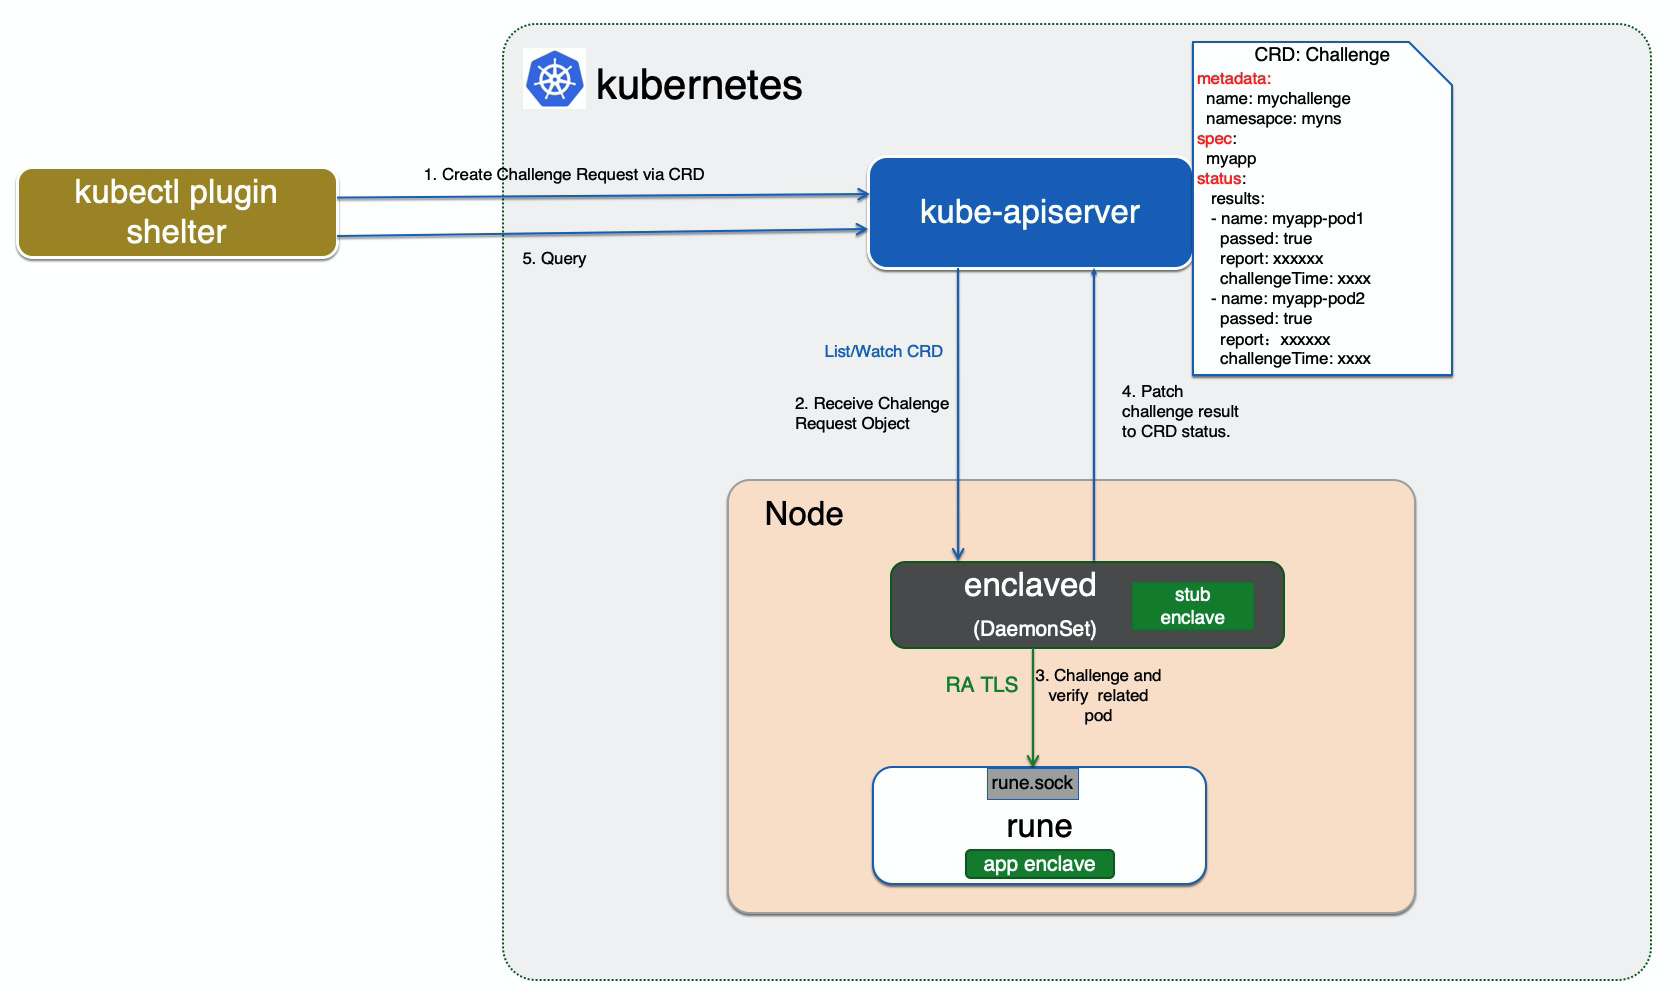 kubernetes
CRD: Challenge
metadata:
name: mychallenge
namesapce: myns
spec:
myapp
status:
results:
- name: myapp-pod1
passed: true
report: xxxxxx
challengeTime: xxxx
- name: myapp-pod2
passed: true
report：xxxxxx
challengeTime: xxxx
kubectl plugin
shelter
1. Create Challenge Request via CRD
5. Query
kube-apiserver
List/Watch CRD
2. Receive Chalenge
Request Object
4. Patch
challenge result
to CRD status.
Node
enclaved
(DaemonSet)
stub
enclave
RA TLS
3. Challenge and
verify related
pod
rune.sock
rune
app enclave